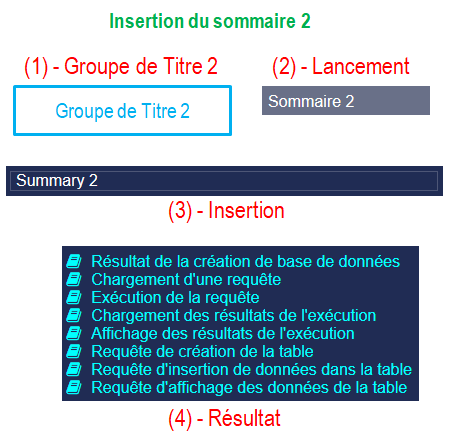 Insertion du sommaire 2
(1) - Groupe de Titre 2
(2) - Lancement
Groupe de Titre 2
Sommaire 2
Summary 2
(3) - Insertion
Résultat de la création de base de données
Chargement d'une requête
Exécution de la requête
Chargement des résultats de l'exécution
Affichage des résultats de l'exécution
Requête de création de la table
Requête d'insertion de données dans la table
Requête d'affichage des données de la table
(4) - Résultat